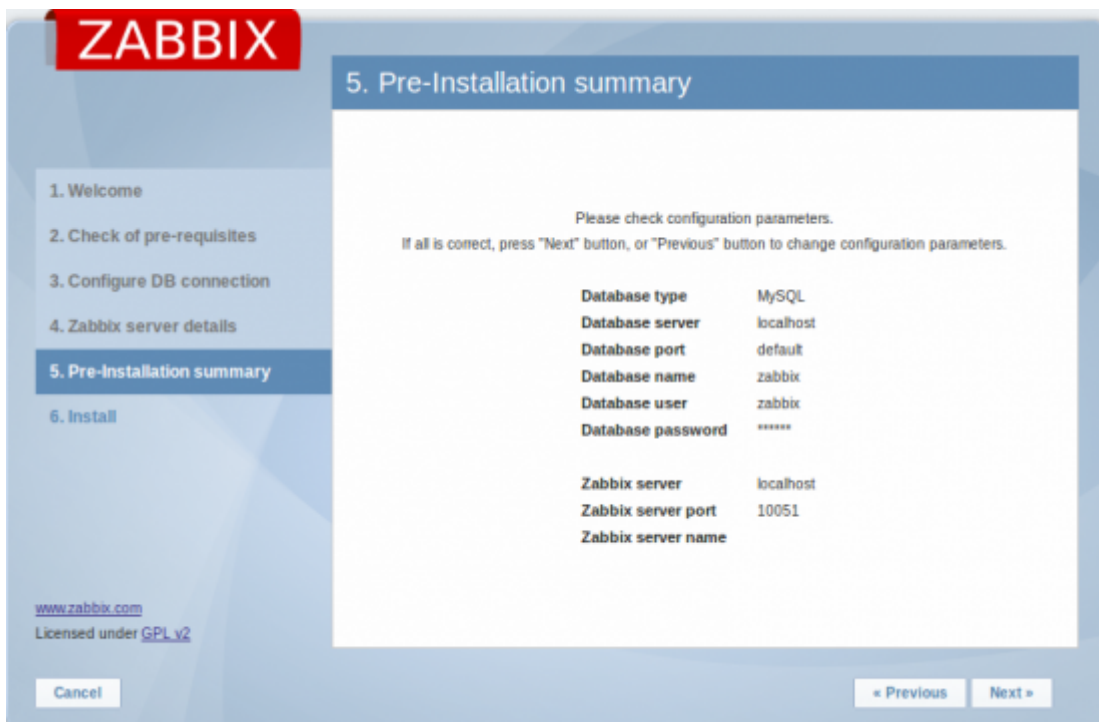 ZABBIX
5. Pre-Installation summary
1. Welcome
2. Check of pre-requisites
3. Configure DB connection
4. Zabbix server details
5. Pre-Installation summary
6. Install
Please check configuration parameters.
If all is correct, press "Next" button, or "Previous" button to change configuration parameters.
Database type MySQL
Database server localhost
Database port default
Database name zabbix
Database user zabbix
Database password ******
Zabbix server localhost
Zabbix server port 10051
Zabbix server name
www.zabbix.com
Licensed under GPL v2
Cancel
« Previous Next »